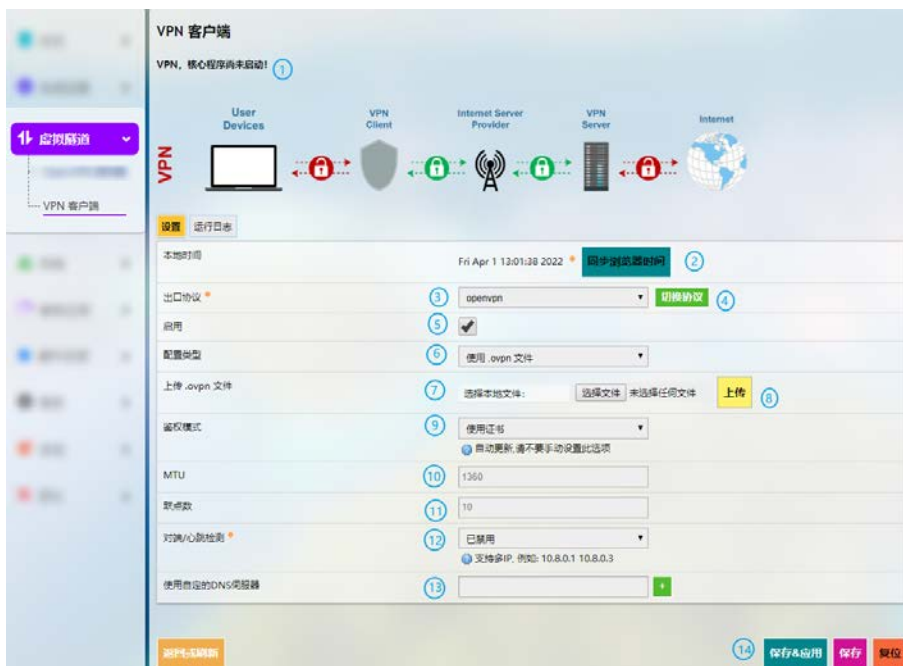 VPN 客户端
VPN，核心程序尚未启动！ 1
User Devices
VPN Client
Internet Server Provider
VPN Server
Internet
VPN
虚拟隧道
VPN 客户端
设置 运行日志
本地时间 Fri Apr 1 13:01:38 2022 * 同步浏览器时间 2
出口协议 * 3 openvpn 切换协议 4
启用 5
配置类型 6 使用 .ovpn 文件
上传 .ovpn 文件 7 选择本地文件： 选择文件 未选择任何文件 上传 8
鉴权模式 9 使用证书
自动更新,请不要手动设置此选项
MTU 10 1360
跃点数 11 10
对端/心跳检测 * 12 已禁用
支持多IP, 例如: 10.8.0.1 10.8.0.3
使用自定的DNS伺服器 13 +
返回或刷新 14 保存&应用 保存 复位